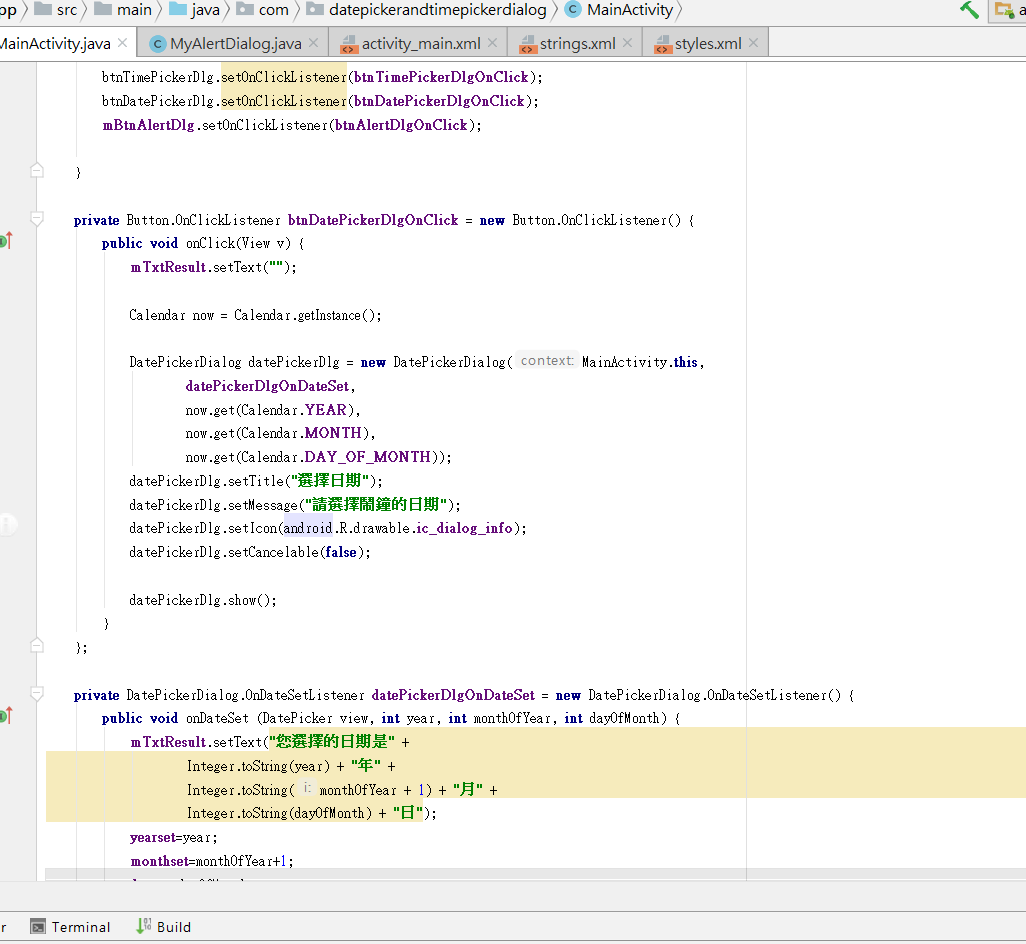 pp src main java com datepickerandtimepickerdialog MainActivity
MainActivity.java MyAlertDialog.java activity_main.xml strings.xml styles.xml
btnTimePickerDlg.setOnClickListener(btnTimePickerDlgOnClick);
btnDatePickerDlg.setOnClickListener(btnDatePickerDlgOnClick);
mBtnAlertDlg.setOnClickListener(btnAlertDlgOnClick);
}
private Button.OnClickListener btnDatePickerDlgOnClick = new Button.OnClickListener() {
public void onClick(View v) {
mTxtResult.setText("");
Calendar now = Calendar.getInstance();
DatePickerDialog datePickerDlg = new DatePickerDialog( context: MainActivity.this,
datePickerDlgOnDateSet,
now.get(Calendar.YEAR),
now.get(Calendar.MONTH),
now.get(Calendar.DAY_OF_MONTH));
datePickerDlg.setTitle("選擇日期");
datePickerDlg.setMessage("請選擇鬧鐘的日期");
datePickerDlg.setIcon(android.R.drawable.ic_dialog_info);
datePickerDlg.setCancelable(false);
datePickerDlg.show();
}
};
private DatePickerDialog.OnDateSetListener datePickerDlgOnDateSet = new DatePickerDialog.OnDateSetListener() {
public void onDateSet (DatePicker view, int year, int monthOfYear, int dayOfMonth) {
mTxtResult.setText("您選擇的日期是" +
Integer.toString(year) + "年" +
Integer.toString( i: monthOfYear + 1) + "月" +
Integer.toString(dayOfMonth) + "日");
yearset=year;
monthset=monthOfYear+1;
r Terminal Build